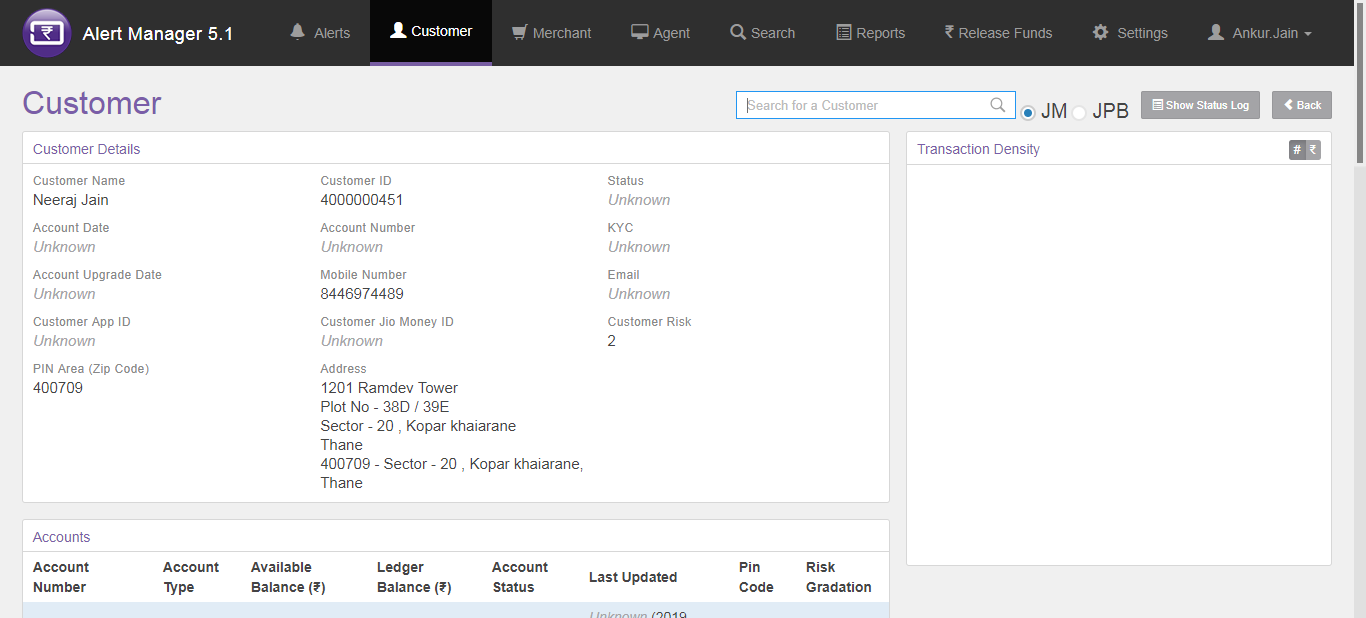 Alert Manager 5.1
Alerts
Customer
Merchant
Agent
Search
Reports
₹ Release Funds
Settings
Ankur.Jain
Customer
Search for a Customer
JM
JPB
Show Status Log
Back
Customer Details
Customer Name
Neeraj Jain
Customer ID
4000000451
Status
Unknown
Account Date
Unknown
Account Number
Unknown
KYC
Unknown
Account Upgrade Date
Unknown
Mobile Number
8446974489
Email
Unknown
Customer App ID
Unknown
Customer Jio Money ID
Unknown
Customer Risk
2
PIN Area (Zip Code)
400709
Address
1201 Ramdev Tower
Plot No - 38D / 39E
Sector - 20 , Kopar khaiarane
Thane
400709 - Sector - 20 , Kopar khaiarane,
Thane
Transaction Density
# ₹
Accounts
Account
Number
Account
Type
Available
Balance (₹)
Ledger
Balance (₹)
Account
Status
Last Updated
Pin
Code
Risk
Gradation
Unknown (2019